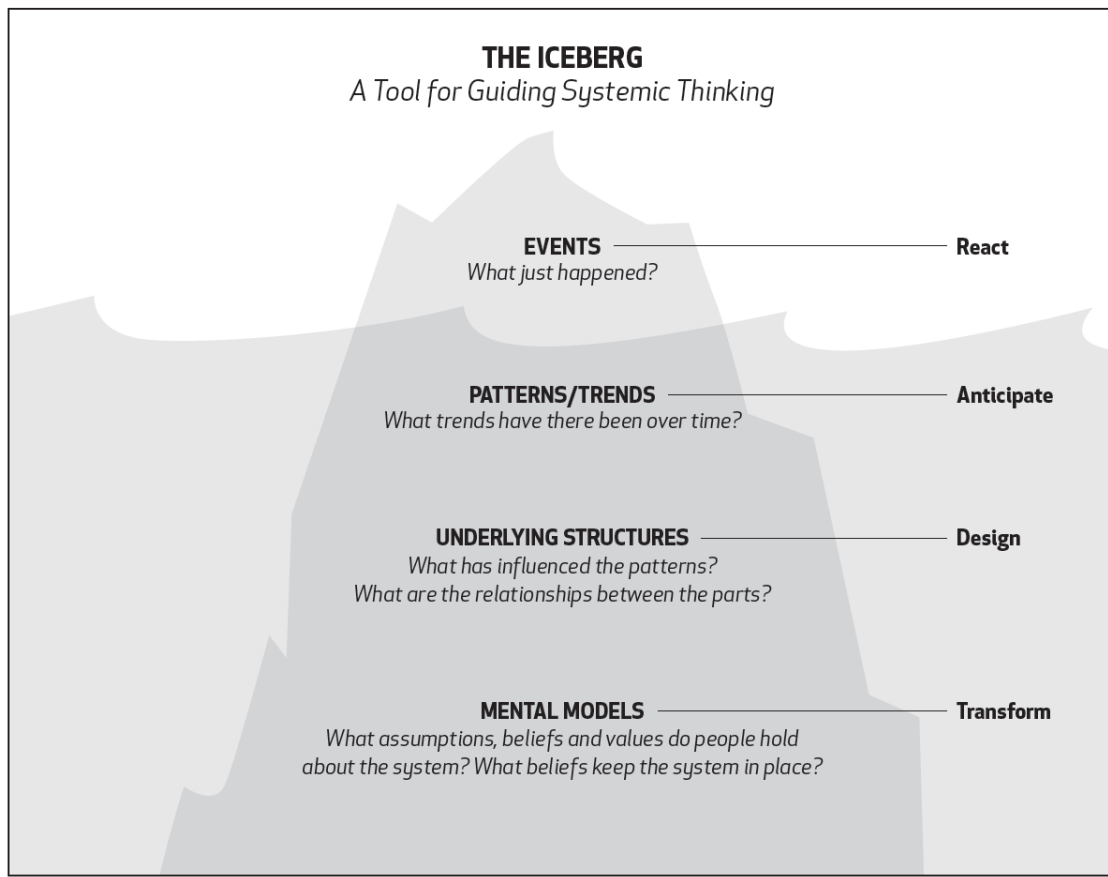 THE ICEBERG
A Tool for Guiding Systemic Thinking
EVENTS React
What just happened?
PATTERNS/TRENDS Anticipate
What trends have there been over time?
UNDERLYING STRUCTURES Design
What has influenced the patterns?
What are the relationships between the parts?
MENTAL MODELS Transform
What assumptions, beliefs and values do people hold
about the system? What beliefs keep the system in place?